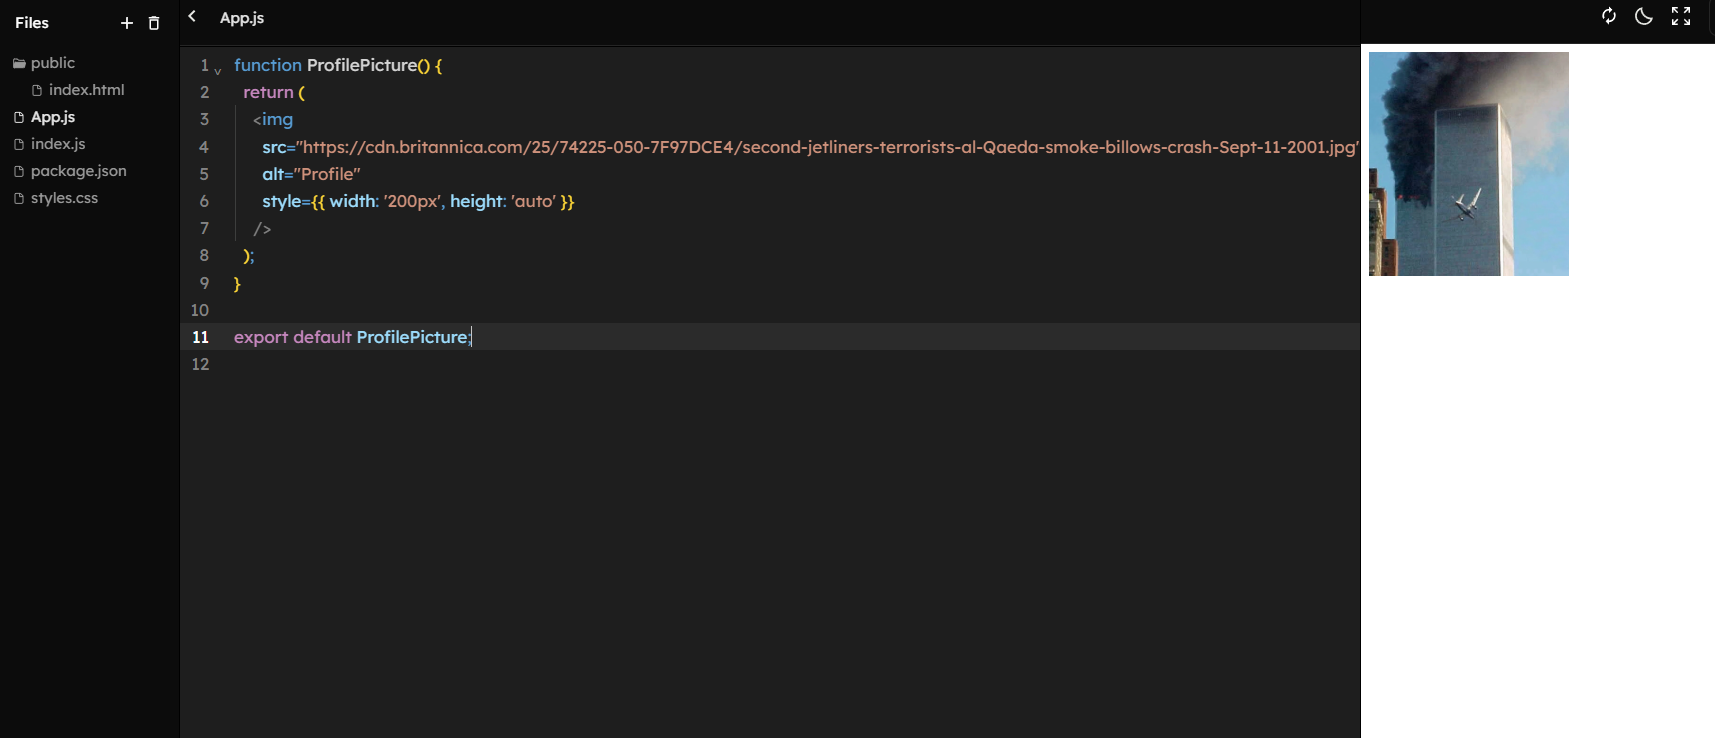 Files
public
index.html
App.js
index.js
package.json
styles.css
App.js
1 function ProfilePicture() {
2 return (
3 <img
4 src="https://cdn.britannica.com/25/74225-050-7F97DCE4/second-jetliners-terrorists-al-Qaeda-smoke-billows-crash-Sept-11-2001.jpg"
5 alt="Profile"
6 style={{ width: '200px', height: 'auto' }}
7 />
8 );
9 }
10
11 export default ProfilePicture;
12